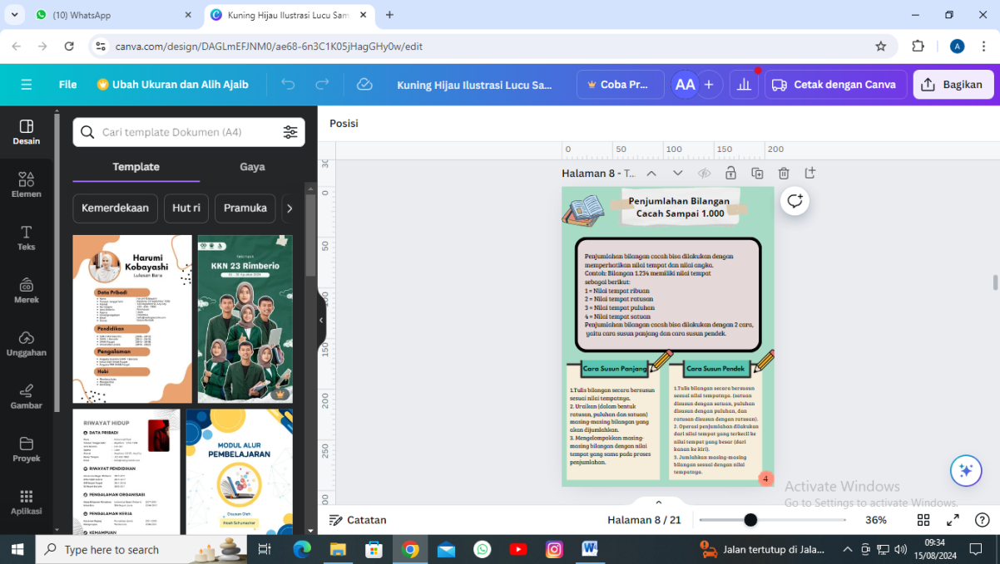 (10) WhatsApp
Kuning Hijau Ilustrasi Lucu Sam
canva.com/design/DAGLmEFJNM0/ae68-6n3C1K05jHagGHy0w/edit
A
File
Ubah Ukuran dan Alih Ajaib
Kuning Hijau Ilustrasi Lucu Sa...
Coba Pr...
AA
Cetak dengan Canva
Bagikan
Desain
Elemen
Teks
Merek
Unggahan
Gambar
Proyek
Aplikasi
Cari template Dokumen (A4)
Template
Gaya
Kemerdekaan
Hut ri
Pramuka
Harumi
Kobayashi
Lulusan Baru
Data Pribadi
Pendidikan
Pengalaman
Hobi
KKN 23 Rimberio
RIWAYAT HIDUP
DATA PRIBADI
RIWAYAT PENDIDIKAN
PENGALAMAN ORGANISASI
PENGALAMAN KERJA
KEMAMPUAN
MODUL ALUR
PEMBELAJARAN
Disusun Oleh:
Noah Schumacher
Posisi
0
50
100
150
200
0
50
100
150
200
250
Halaman 8 - T...
Penjumlahan Bilangan
Cacah Sampai 1.000
Penjumlahan bilangan cacah bisa dilakukan dengan
memperhatikan nilai tempat dan nilai angka.
Contoh: Bilangan 1.234 memiliki nilai tempat
sebagai berikut:
1 = Nilai tempat ribuan
2 = Nilai tempat ratusan
3 = Nilai tempat puluhan
4 = Nilai tempat satuan
Penjumlahan bilangan cacah bisa dilakukan dengan 2 cara,
yaitu cara susun panjang dan cara susun pendek.
Cara Susun Panjang
1.Tulis bilangan secara bersusun
sesuai nilai tempatnya.
2. Uraikan (dalam bentuk
ratusan, puluhan dan satuan)
masing-masing bilangan yang
akan dijumlahkan.
3. Mengelompokkan masing-
masing bilangan dengan nilai
tempat yang sama pada proses
penjumlahan.
Cara Susun Pendek
1.Tulis bilangan secara bersusun
sesuai nilai tempatnya. (satuan
disusun dengan satuan, puluhan
disusun dengan puluhan, dan
ratusan disusun dengan ratusan).
2. Operasi penjumlahan dilakukan
dari nilai tempat yang terkecil ke
nilai tempat yang besar (dari
kanan ke kiri).
3. Jumlahkan masing-masing
bilangan sesuai dengan nilai
tempatnya.
4
Activate Windows
Go to Settings to activate Windows.
Catatan
Halaman 8 / 21
36%
Type here to search
Jalan tertutup di Jala...
09:34
15/08/2024